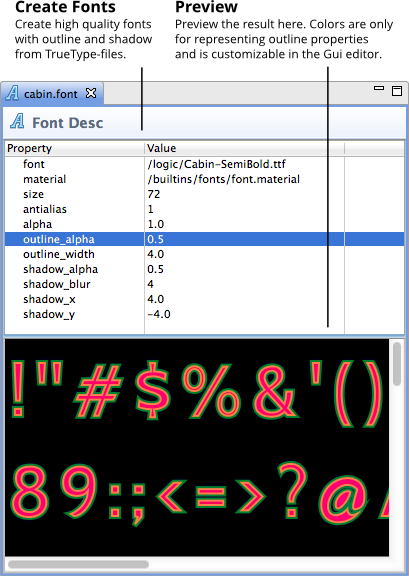 Create Fonts
Create high quality fonts
with outline and shadow
from TrueType-files.
Preview
Preview the result here. Colors are only
for representing outline properties
and is customizable in the Gui editor.
cabin.font
Font Desc
Property Value
font /logic/Cabin-SemiBold.ttf
material /builtins/fonts/font.material
size 72
antialias 1
alpha 1.0
outline_alpha 0.5
outline_width 4.0
shadow_alpha 0.5
shadow_blur 4
shadow_x 4.0
shadow_y -4.0
!"#$%&'()
89:;<=>?@A